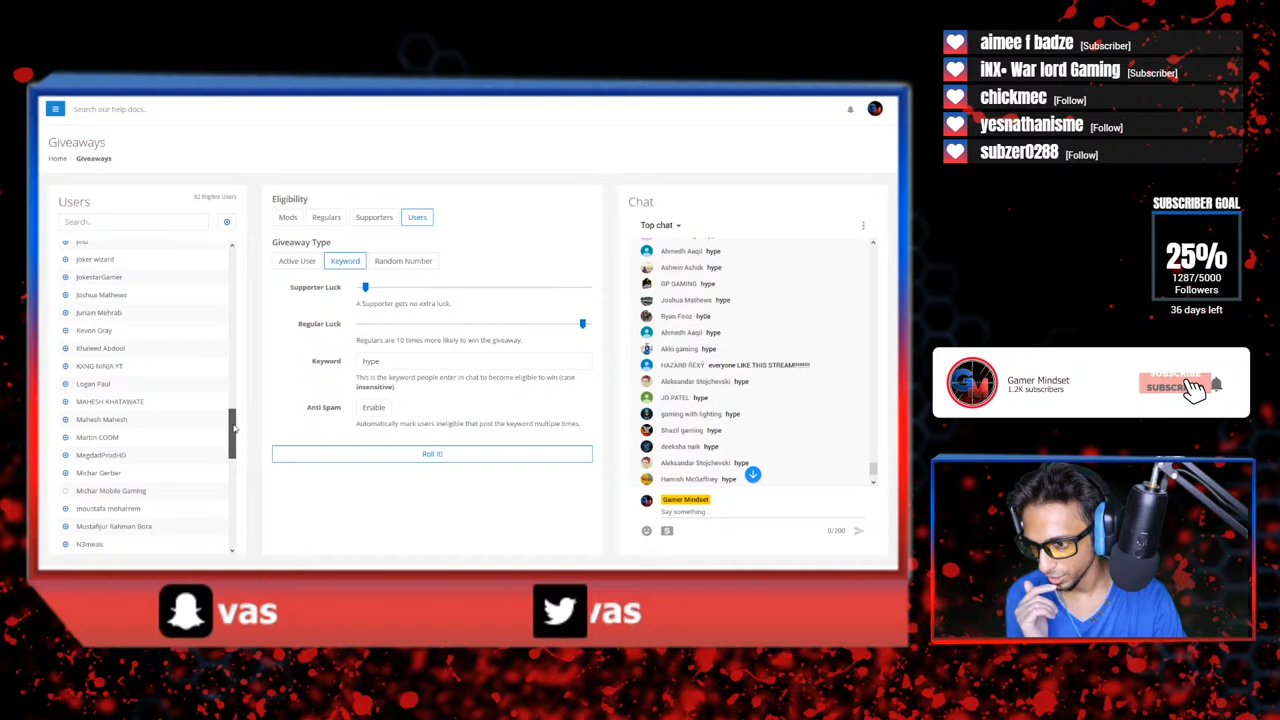 aimee f badze [Subscriber]
iNX• War lord Gaming [Subscriber]
chickmec [Follow]
yesnathanisme [Follow]
subzer0288 [Follow]
SUBSCRIBER GOAL
25%
1287/5000
Followers
36 days left
Gamer Mindset
1.2K subscribers
Search our help docs..
Giveaways
Home / Giveaways
Users
92 Eligible Users
Search..
Joker wizard
JokestarGamer
Joshua Mathews
Junain Mehrab
Kevon Gray
Khaleed Abdool
KXNG NINJA YT
Logan Paul
MAHESH KHATAWATE
Mahesh Mahesh
Martin CODM
MegdadProdHD
Michar Gerber
Michar Mobile Gaming
moustafa moharrem
Mustafijur Rahman Bora
N3mesis
Eligibility
Mods Regulars Supporters Users
Giveaway Type
Active User Keyword Random Number
Supporter Luck
A Supporter gets no extra luck.
Regular Luck
Regulars are 10 times more likely to win the giveaway.
Keyword hype
This is the keyword people enter in chat to become eligible to win (case
insensitive).
Anti Spam Enable
Automatically mark users ineligible that post the keyword multiple times.
Roll It!
Chat
Top chat
Ahmedh Aaqil hype
Ashwin Ashok hype
GP GAMING hype
Joshua Mathews hype
Ryan Firoz hy0e
Ahmedh Aaqil hype
Akki gaming hype
HAZARD REXY everyone LIKE THIS STREAM!!!!!!!!!!
Aleksandar Stojchevski hype
JD PATEL hype
gaming with lighting hype
Shazil gaming hype
deeksha naik hype
Aleksandar Stojchevski hype
Hamish McGaffney hype
Gamer Mindset
Say something...
0/200
vas
/as